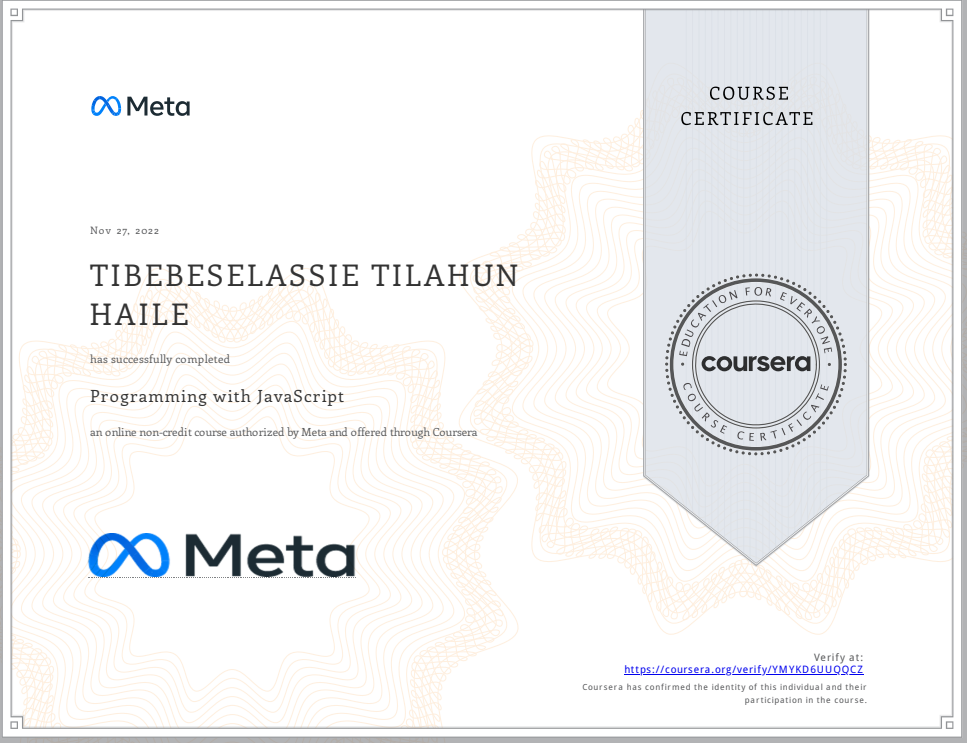 Meta
COURSE
CERTIFICATE
Nov 27, 2022
TIBEBESELASSIE TILAHUN
HAILE
has successfully completed
Programming with JavaScript
an online non-credit course authorized by Meta and offered through Coursera
EDUCATION FOR EVERYONE
coursera
COURSE CERTIFICATE
Meta
Verify at:
https://coursera.org/verify/YMYKD6UUQQCZ
Coursera has confirmed the identity of this individual and their
participation in the course.